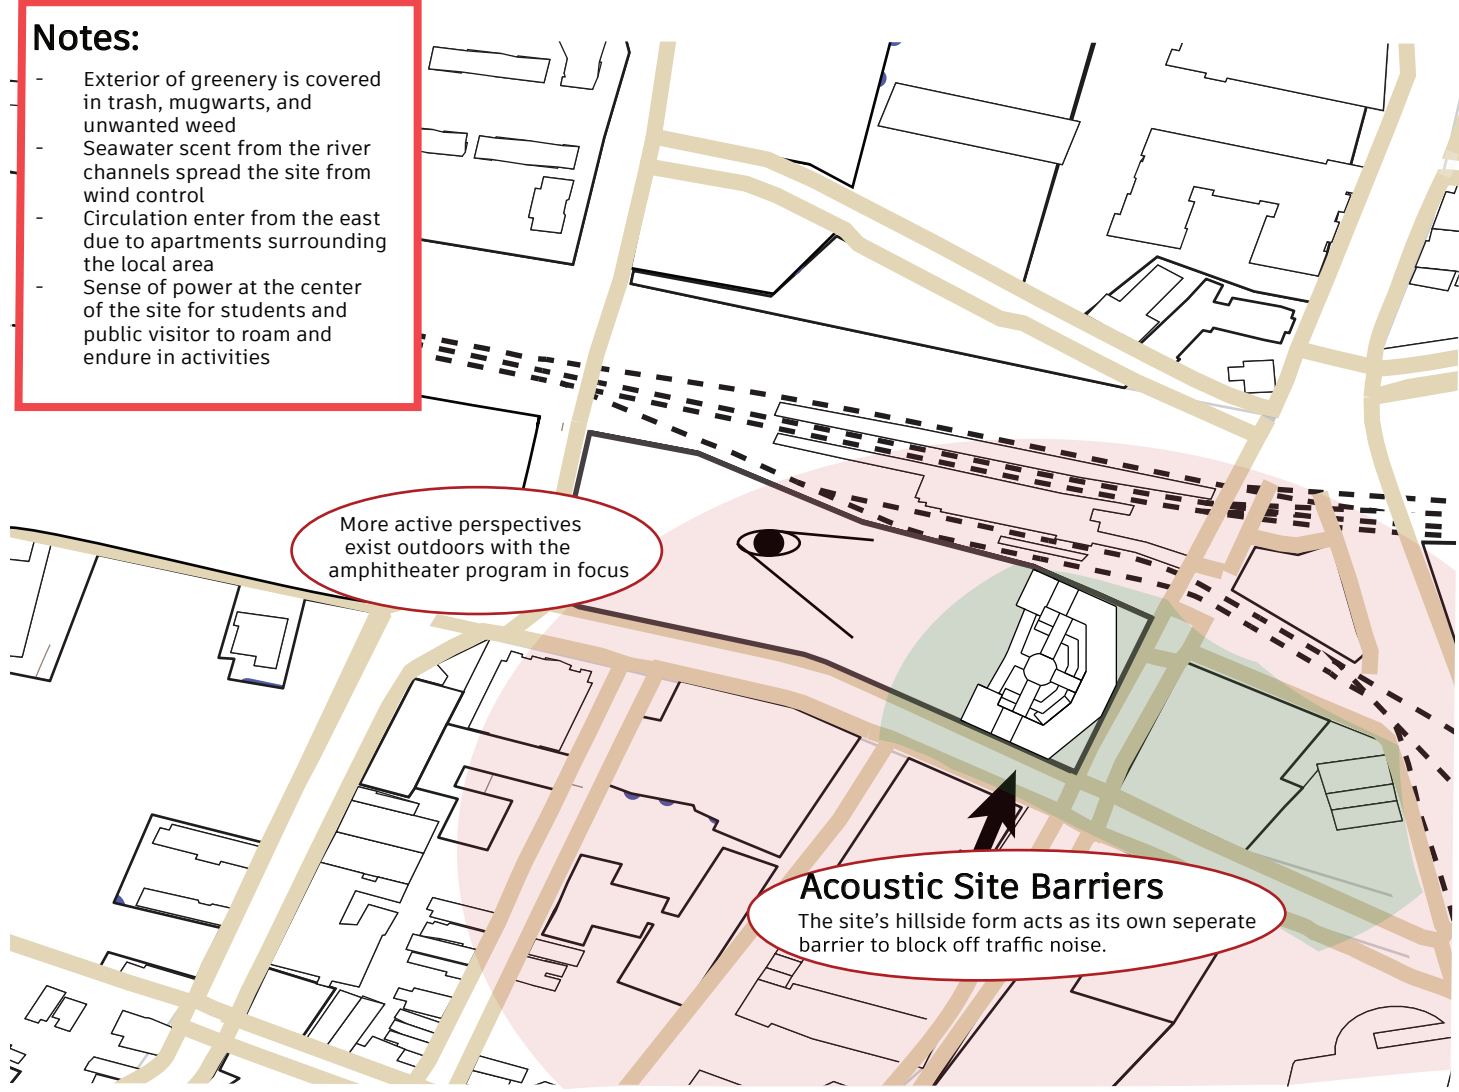 Notes:
- Exterior of greenery is covered
in trash, mugwarts, and
unwanted weed
- Seawater scent from the river
channels spread the site from
wind control
- Circulation enter from the east
due to apartments surrounding
the local area
- Sense of power at the center
of the site for students and
public visitor to roam and
endure in activities
More active perspectives
exist outdoors with the
amphitheater program in focus
Acoustic Site Barriers
The site's hillside form acts as its own seperate
barrier to block off traffic noise.